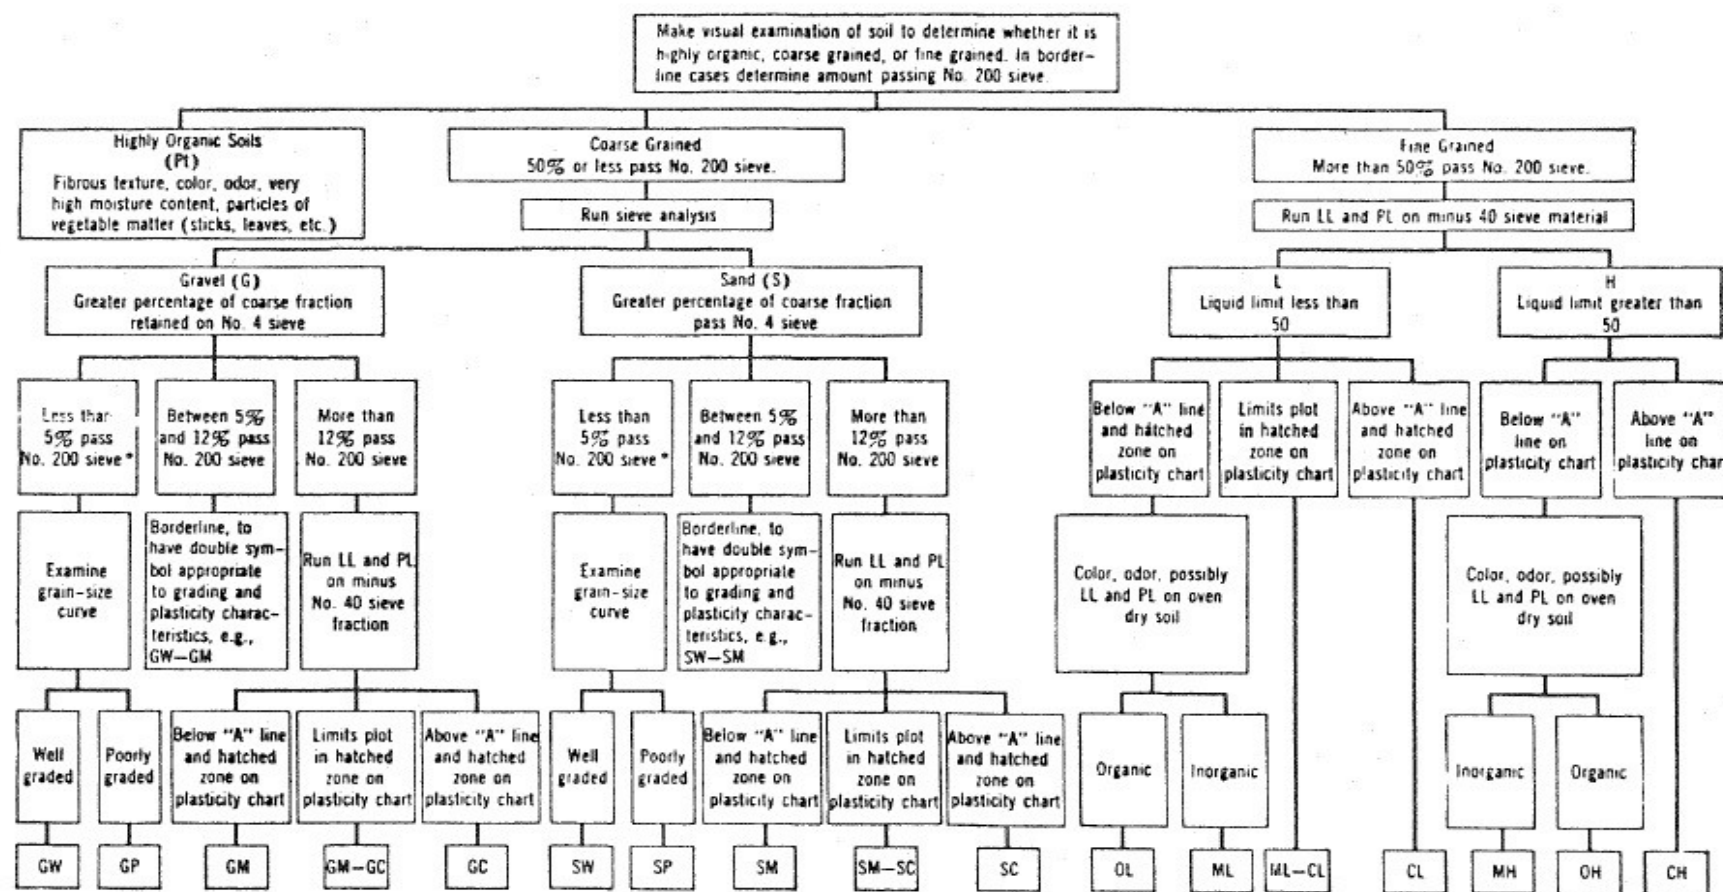 Make visual examination of soil to determine whether it is
highly organic, coarse grained, or fine grained. In border-
line cases determine amount passing No. 200 sieve.
Highly Organic Soils
(Pt)
Fibrous texture, color, odor, very
high moisture content, particles of
vegetable matter (sticks, leaves, etc.)
Coarse Grained
50% or less pass No. 200 sieve.
Run sieve analysis
Fine Grained
More than 50% pass No. 200 sieve.
Run LL and PL on minus 40 sieve material
Gravel (G)
Greater percentage of coarse fraction
retained on No. 4 sieve
Sand (S)
Greater percentage of coarse fraction
pass No. 4 sieve
L
Liquid limit less than
50
H
Liquid limit greater than
50
Less than
5% pass
No. 200 sieve*
Between 5%
and 12% pass
No. 200 sieve
More than
12% pass
No. 200 sieve
Less than
5% pass
No. 200 sieve*
Between 5%
and 12% pass
No. 200 sieve
More than
12% pass
No. 200 sieve
Below "A" line
and hatched
zone on
plasticity chart
Limits plot
in hatched
zone on
plasticity chart
Above "A" line
and hatched
zone on
plasticity chart
Below "A"
line on
plasticity chart
Above "A"
line on
plasticity char
Examine
grain-size
curve
Borderline, to
have double sym-
bol appropriate
to grading and
plasticity charac-
teristics, e.g.,
GW-GM
Run LL and PL
on minus
No. 40 sieve
fraction
Examine
grain-size
curve
Borderline, to
have double sym-
bol appropriate
to grading and
plasticity charac-
teristics, e.g.,
SW-SM
Run LL and PL
on minus
No. 40 sieve
fraction
Color, odor, possibly
LL and PL on oven
dry soil
Color, odor, possibly
LL and PL on oven
dry soil
Well
graded
Poorly
graded
Below "A" line
and hatched
zone on
plasticity chart
Limits plot
in hatched
zone on
plasticity chart
Above "A" line
and hatched
zone on
plasticity chart
Well
graded
Poorly
graded
Below "A" line
and hatched
zone on
plasticity chart
Limits plot
in hatched
zone on
plasticity chart
Above "A" line
and hatched
zone on
plasticity chart
Organic
Inorganic
Inorganic
Organic
GW
GP
GM
GM-GC
GC
SW
SP
SM
SM-SC
SC
OL
ML
ML-CL
CL
MH
OH
CH